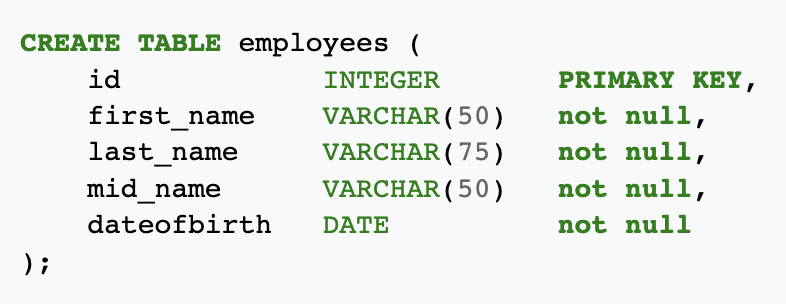 CREATE TABLE employees (
    id            INTEGER       PRIMARY KEY,
    first_name    VARCHAR(50)   not null,
    last_name     VARCHAR(75)   not null,
    mid_name      VARCHAR(50)   not null,
    dateofbirth   DATE          not null
);